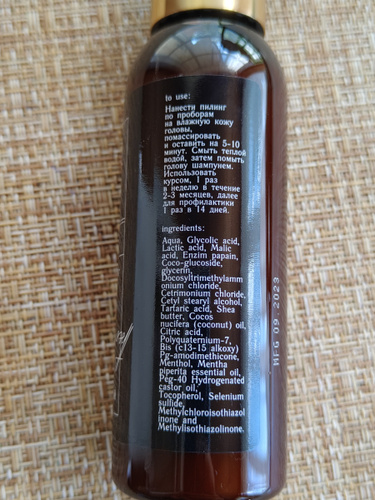 to use:
Нанести пилинг
по проборам
на влажную кожу
головы,
помассировать
и оставить на 5-10
минут. Смыть теплой
водой, затем помыть
голову шампунем.
Использовать
курсом, 1 раз
в неделю в течение
2-3 месяцев, далее
для профилактики
1 раз в 14 дней.
ingredients:
Aqua, Glycolic acid,
Lactic acid, Malic
acid, Enzim papain,
Coco-glucoside,
glycerin,
Docosyltrimethylamm
onium chloride,
Cetrimonium chloride,
Cetyl stearyl alcohol,
Tartaric acid, Shea
butter, Cocos
nucifera (coconut) oil,
Citric acid,
Polyquaternium-7,
Bis (c13-15 alkoxy)
Pg-amodimethicone,
Menthol, Mentha
piperita essential oil,
Peg-40 Hydrogenated
castor oil,
Tocopherol, Selenium
sulfide,
Methylchloroisothiazol
inone and
Methylisothiazolinone.
MFG 09.2023